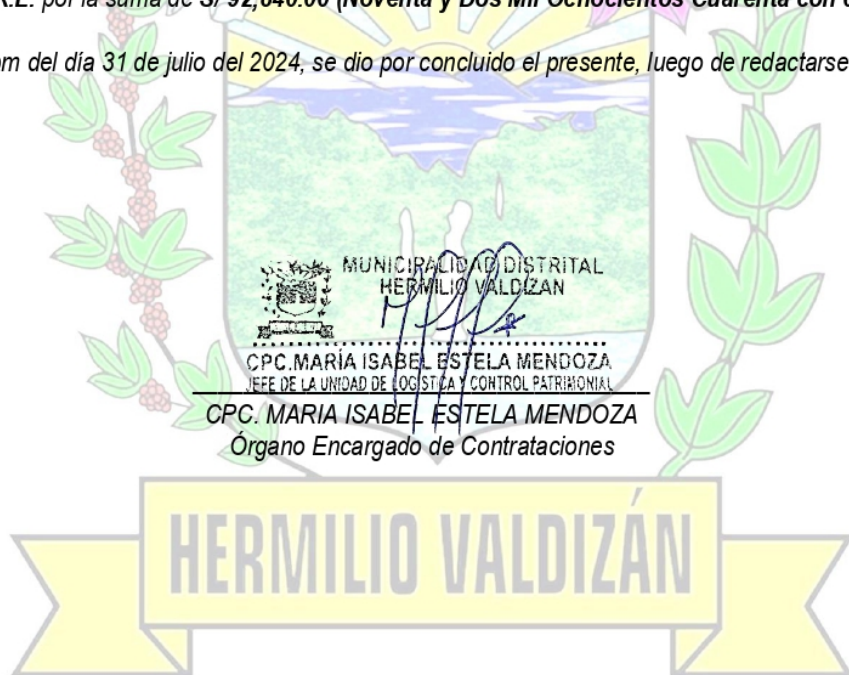 R.L. por la suma de S/ 92,840.00 (Noventa y Dos Mil Ochocientos Cuarenta con
om del día 31 de julio del 2024, se dio por concluido el presente, luego de redactarse
MUNICIPALIDAD DISTRITAL
HERMILIO VALDIZAN
CPC.MARÍA ISABEL ESTELA MENDOZA
JEFE DE LA UNIDAD DE LOGISTICA Y CONTROL PATRIMONIAL
CPC. MARIA ISABEL ESTELA MENDOZA
Órgano Encargado de Contrataciones
HERMILIO VALDIZÁN